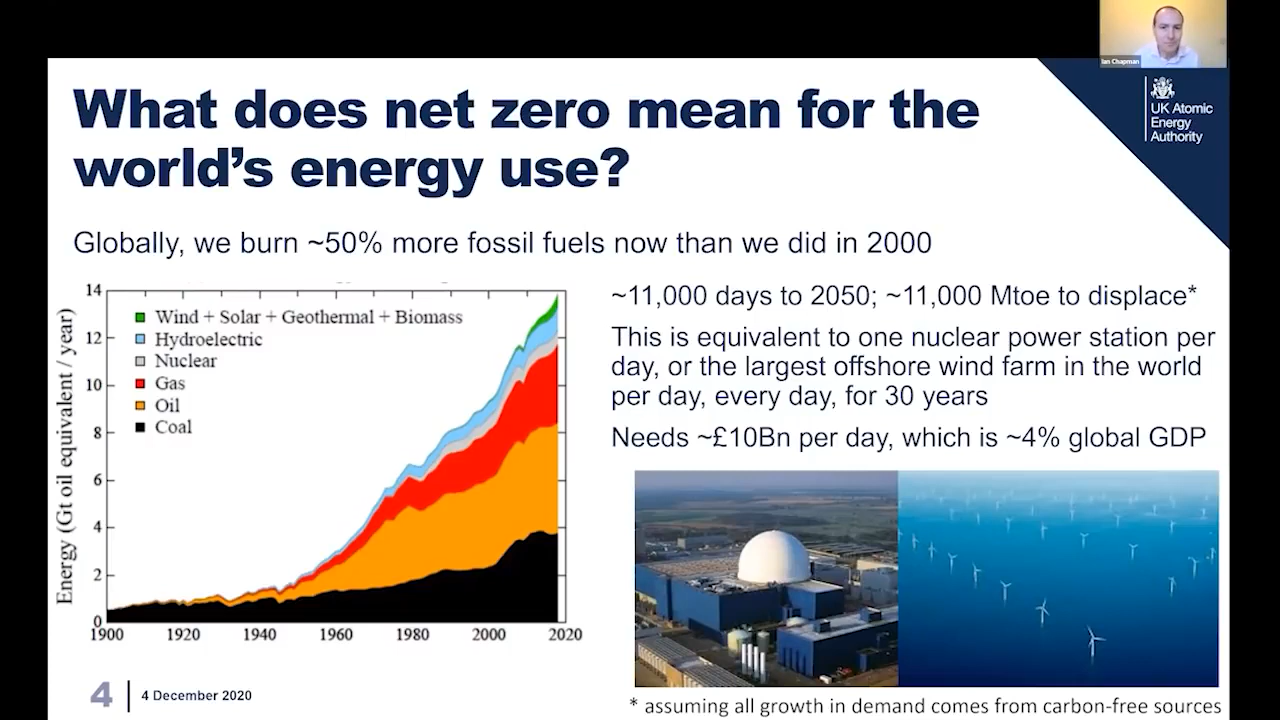 Ian Chapman
What does net zero mean for the
world's energy use?
UK Atomic
Energy
Authority
Globally, we burn ~50% more fossil fuels now than we did in 2000
Energy (Gt oil equivalent / year)
14
12
10
8
6
4
2
0
1900
1920
1940
1960
1980
2000
2020
Wind + Solar + Geothermal + Biomass
Hydroelectric
Nuclear
Gas
Oil
Coal
~11,000 days to 2050; ~11,000 Mtoe to displace*
This is equivalent to one nuclear power station per
day, or the largest offshore wind farm in the world
per day, every day, for 30 years
Needs ~£10Bn per day, which is ~4% global GDP
4
4 December 2020
* assuming all growth in demand comes from carbon-free sources